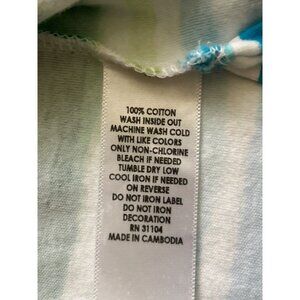 100% COTTON
WASH INSIDE OUT
MACHINE WASH COLD
WITH LIKE COLORS
ONLY NON-CHLORINE
BLEACH IF NEEDED
TUMBLE DRY LOW
COOL IRON IF NEEDED
ON REVERSE
DO NOT IRON LABEL
DO NOT IRON
DECORATION
RN 31104
MADE IN CAMBODIA